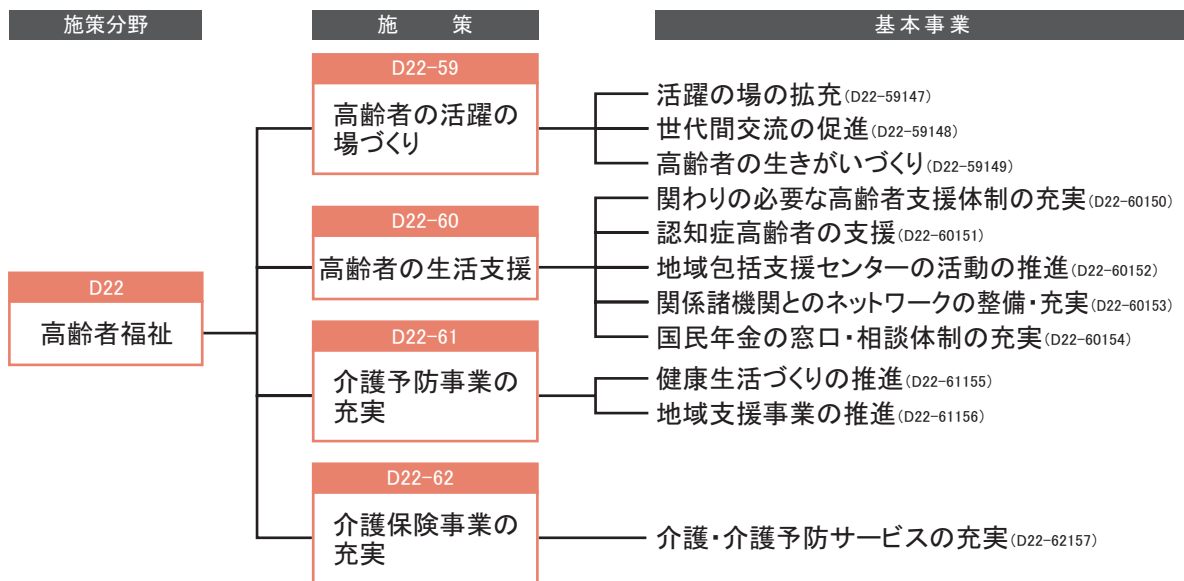 施策分野
施　策
基本事業
D22
高齢者福祉
D22-59
高齢者の活躍の
場づくり
活躍の場の拡充(D22-59147)
世代間交流の促進(D22-59148)
高齢者の生きがいづくり(D22-59149)
D22-60
高齢者の生活支援
関わりの必要な高齢者支援体制の充実(D22-60150)
認知症高齢者の支援(D22-60151)
地域包括支援センターの活動の推進(D22-60152)
関係諸機関とのネットワークの整備・充実(D22-60153)
国民年金の窓口・相談体制の充実(D22-60154)
D22-61
介護予防事業の
充実
健康生活づくりの推進(D22-61155)
地域支援事業の推進(D22-61156)
D22-62
介護保険事業の
充実
介護・介護予防サービスの充実(D22-62157)